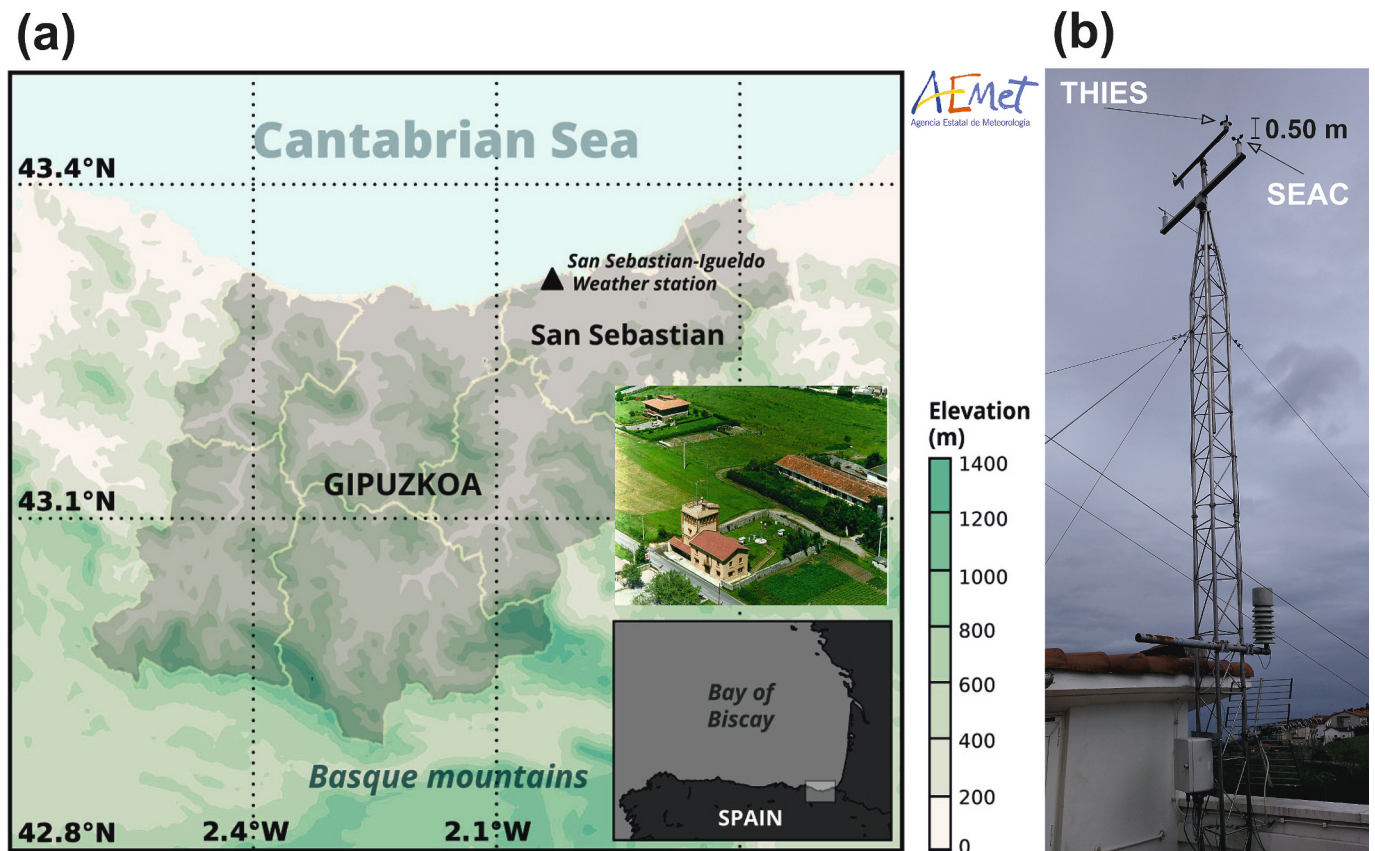 (a)
Cantabrian Sea
43.4°N
San Sebastian-Igueldo
Weather station
San Sebastian
GIPUZKOA
43.1°N
Basque mountains
42.8°N
2.4°W
2.1°W
Bay of
Biscay
SPAIN
AEMet
Agencia Estatal de Meteorología
Elevation
(m)
1400
1200
1000
800
600
400
200
0
(b)
THIES
0.50 m
SEAC